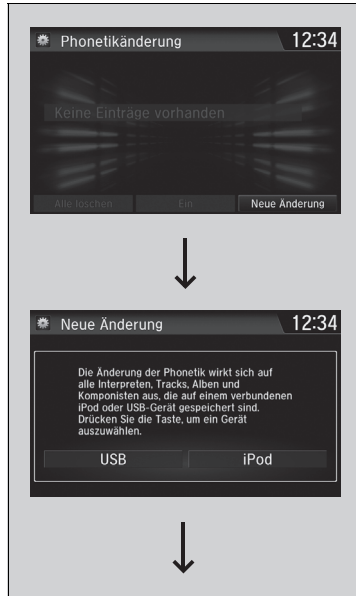 Phonetikänderung 12:34
Keine Einträge vorhanden
Alle löschen Ein Neue Änderung
Neue Änderung 12:34
Die Änderung der Phonetik wirkt sich auf
alle Interpreten, Tracks, Alben und
Komponisten aus, die auf einem verbundenen
iPod oder USB-Gerät gespeichert sind.
Drücken Sie die Taste, um ein Gerät
auszuwählen.
USB iPod